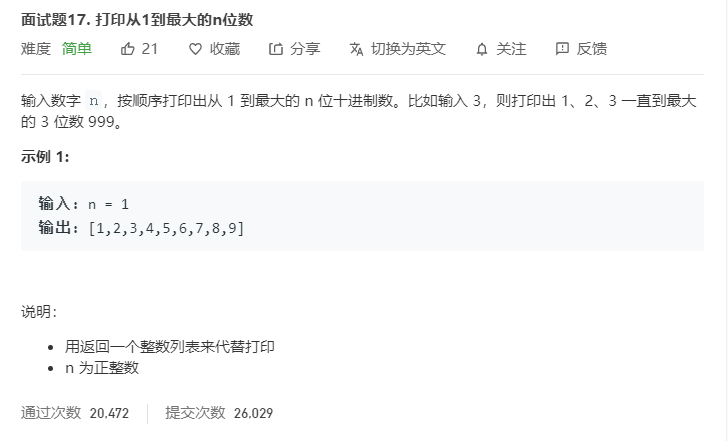 面试题17. 打印从1到最大的n位数
难度 简单 21 收藏 分享 切换为英文 关注 反馈
输入数字 n，按顺序打印出从 1 到最大的 n 位十进制数。比如输入 3，则打印出 1、2、3 一直到最大
的 3 位数 999。
示例 1:
输入: n = 1
输出: [1,2,3,4,5,6,7,8,9]
说明：
用返回一个整数列表来代替打印
n 为正整数
通过次数 20,472 提交次数 26,029